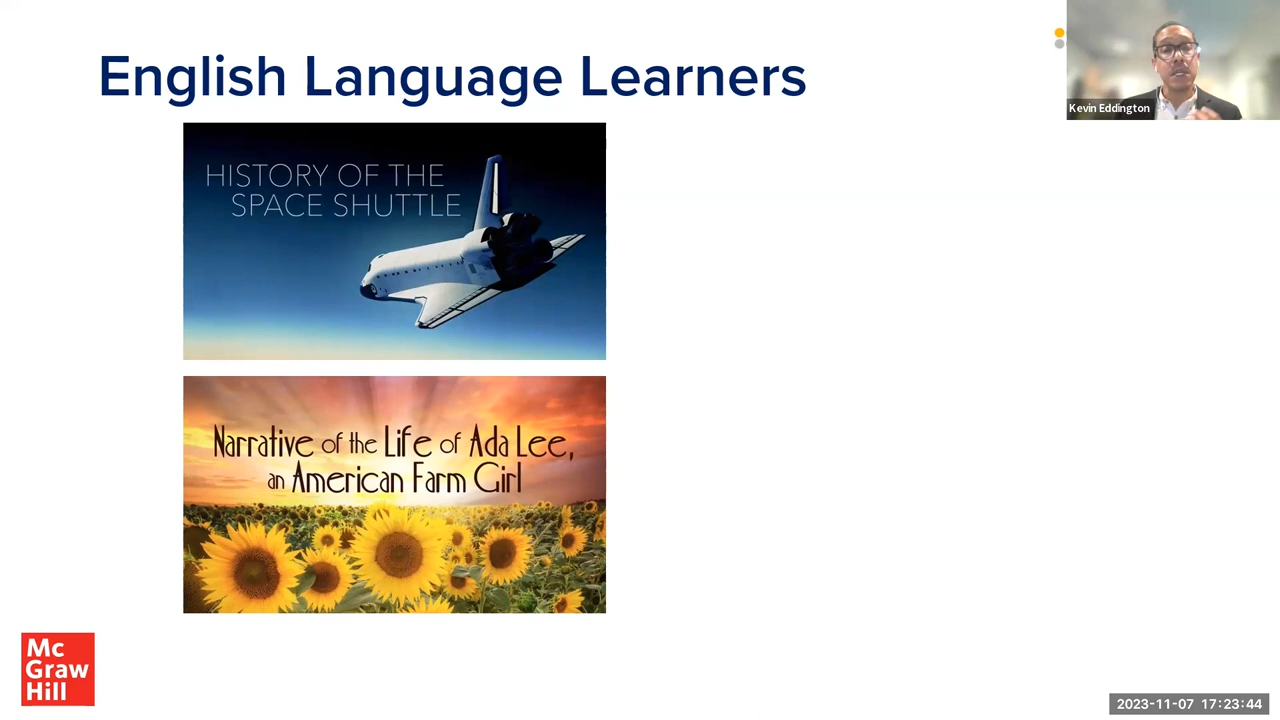 English Language Learners
Kevin Eddington
HISTORY OF THE
SPACE SHUTTLE
Narrative of the Life of Ada Lee,
an American Farm Girl
Mc
Graw
Hill
2023-11-07 17:23:44